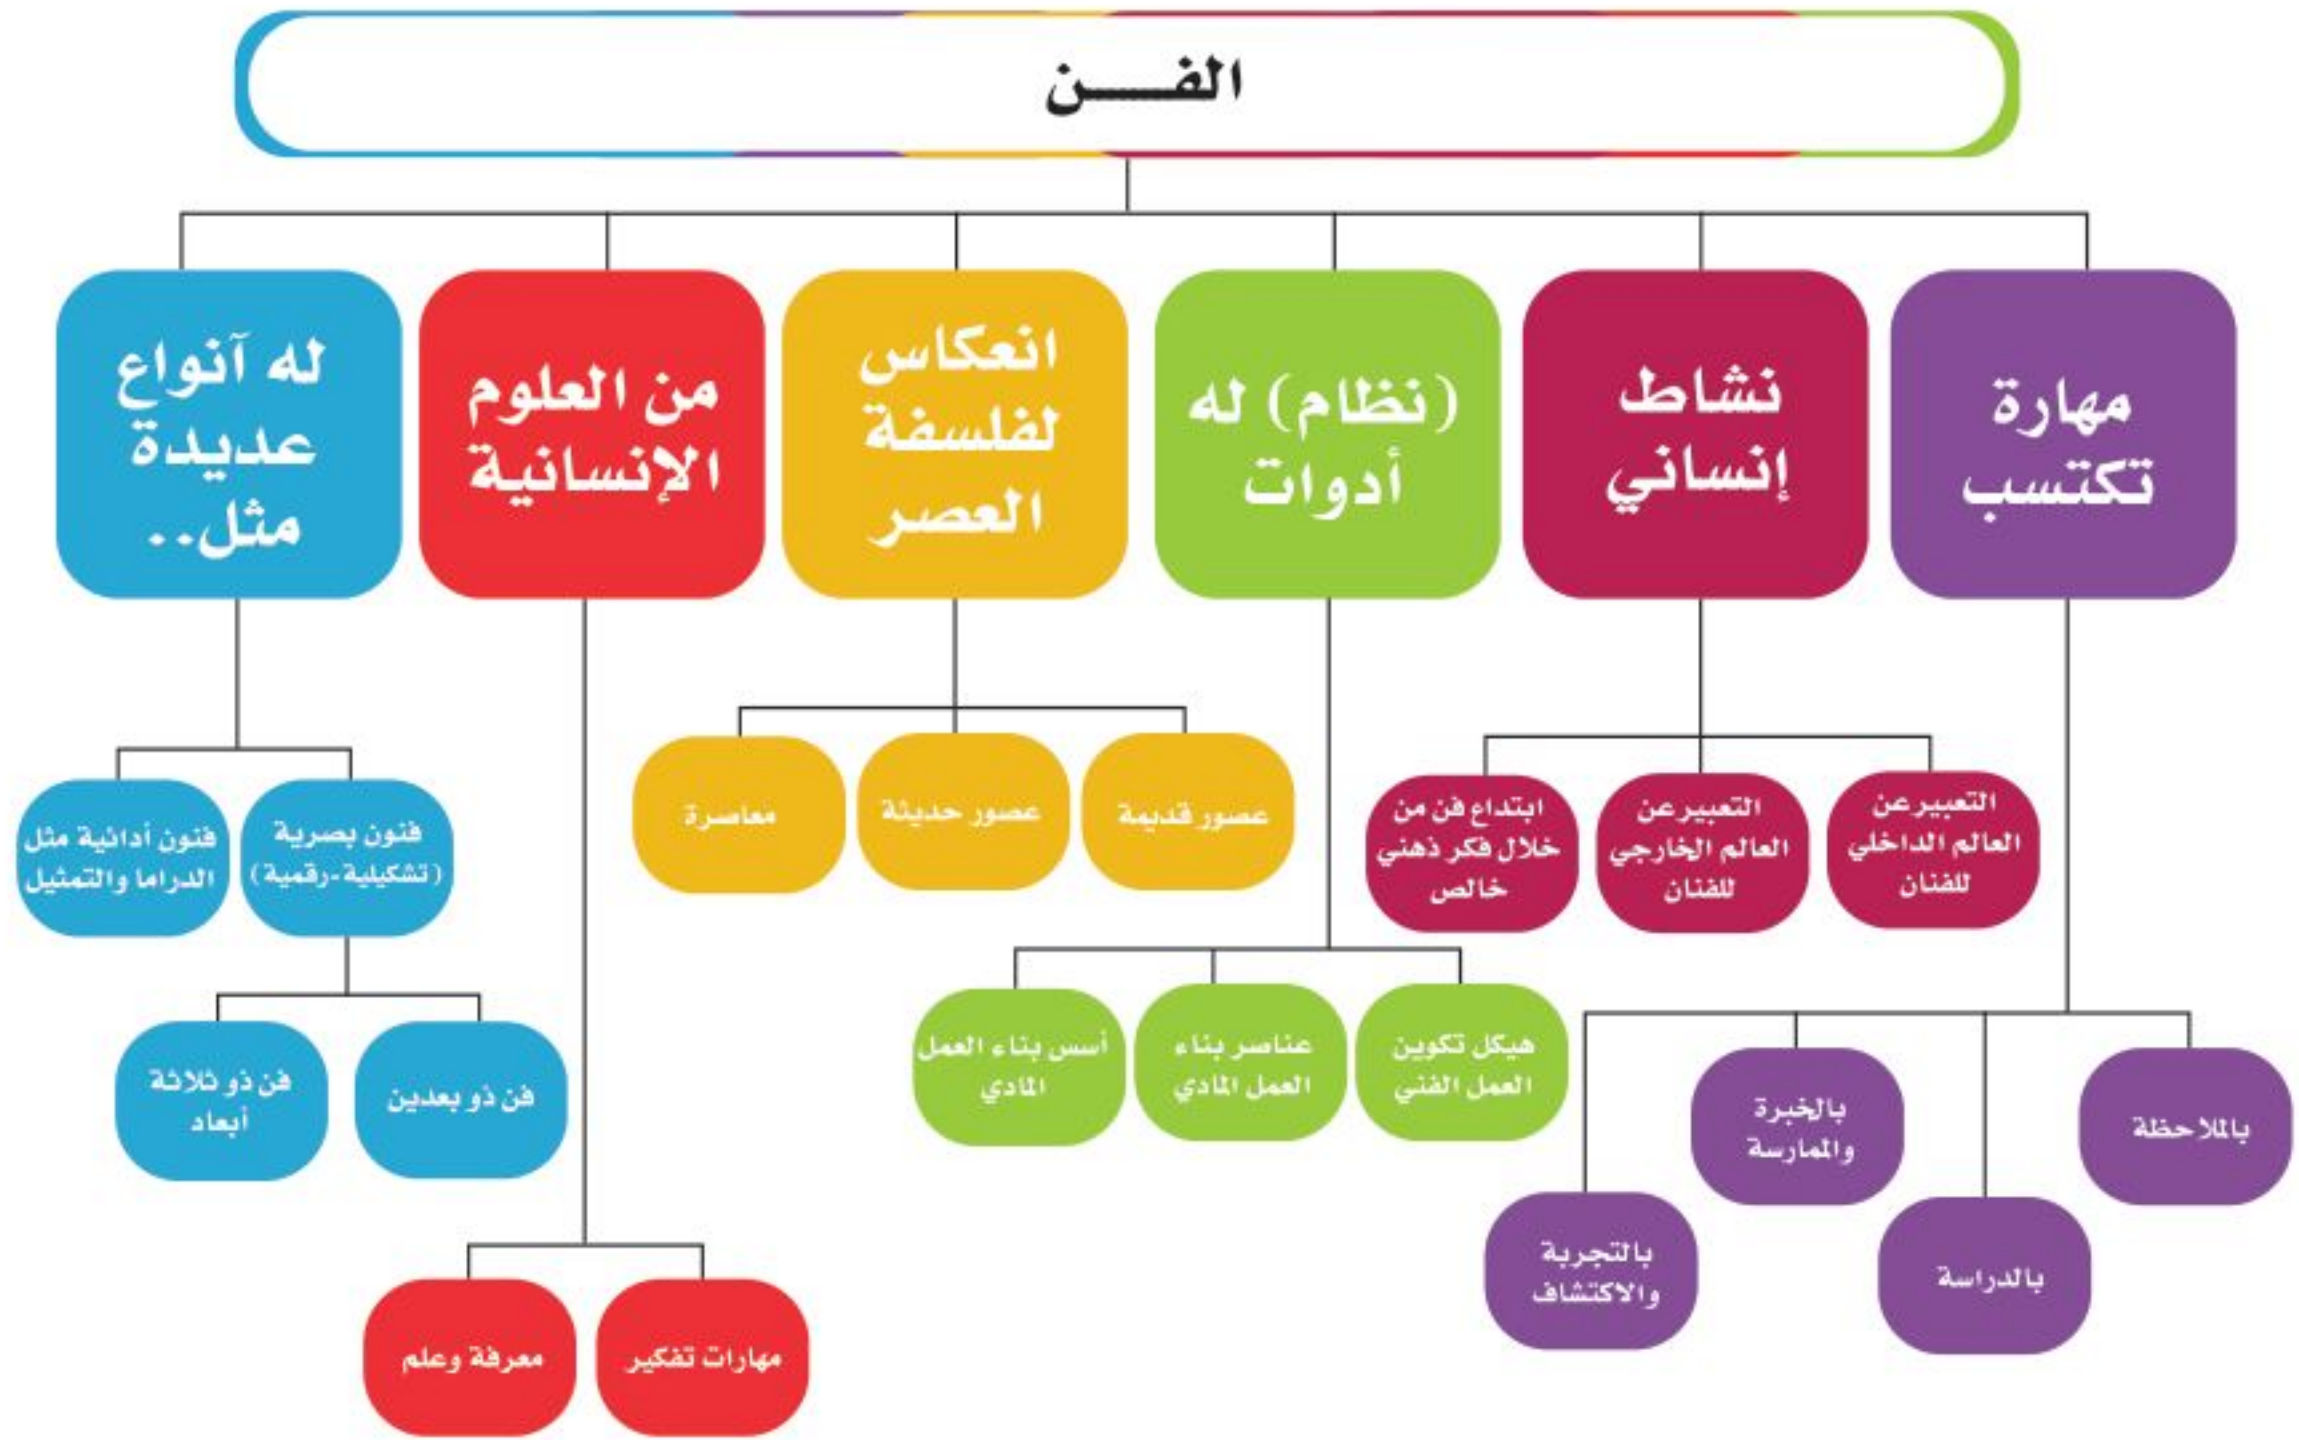 الفـــن
مهارة
تكتسب
نشاط
إنساني
(نظام) له
أدوات
انعكاس
لفلسفة
العصر
من العلوم
الإنسانية
له آنواع
عديدة
مثل..
عصور قديمة
عصور حديثة
معاصرة
التعبير عن
العالم الداخلي
للفنان
التعبير عن
العالم الخارجي
للفنان
ابتداع فن من
خلال فكر ذهني
خالص
فنون بصرية
(تشكيلية-رقمية)
فنون أدائية مثل
الدراما والتمثيل
هيكل تكوين
العمل الفني
عناصر بناء
العمل المادي
أسس بناء العمل
المادي
فن ذو بعدين
فن ذو ثلاثة
أبعاد
بالملاحظة
بالخبرة
والممارسة
بالدراسة
بالتجربة
والاكتشاف
مهارات تفكير
معرفة وعلم